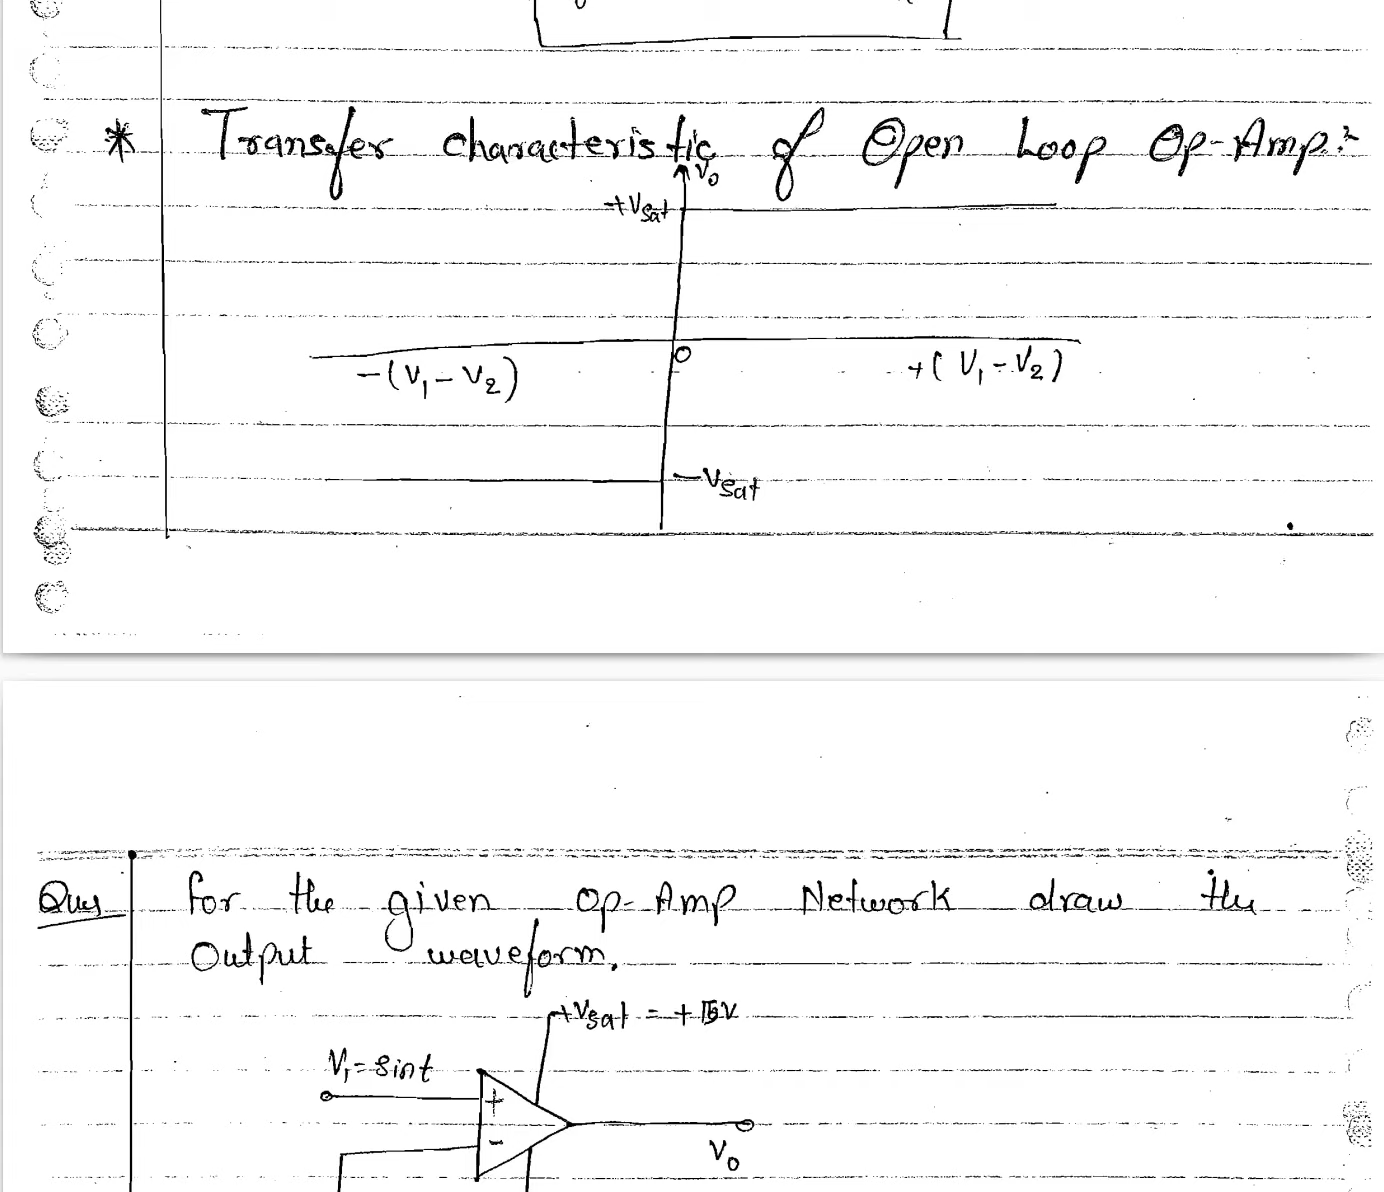 * Transfer characteristic of Open Loop Op-Amp:-
V₀
+Vsat
0
-(V₁-V₂)
+(V₁-V₂)
-Vsat
Ques for the given Op-Amp Network draw the
Output waveform.
+Vsat = +15V
V₁=sint
+
-
V₀